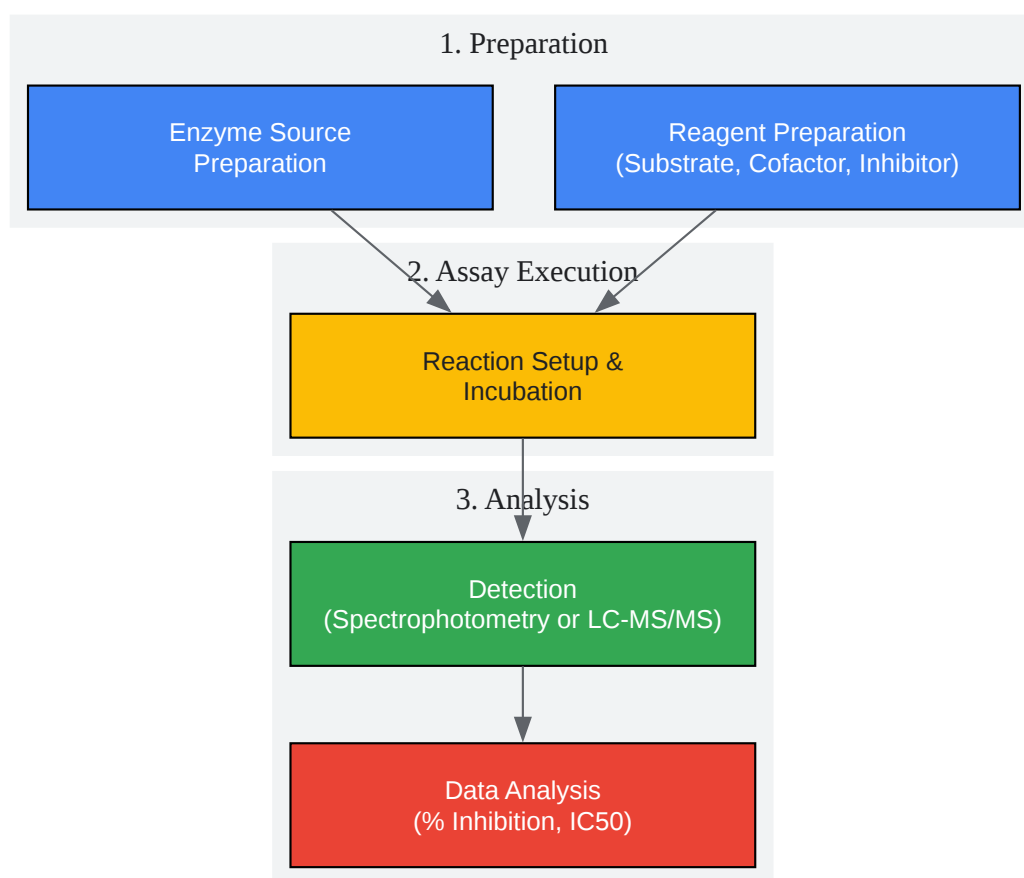 1. Preparation
Enzyme Source
Preparation
Reagent Preparation
(Substrate, Cofactor, Inhibitor)
2. Assay Execution
Reaction Setup &
Incubation
3. Analysis
Detection
(Spectrophotometry or LC-MS/MS)
Data Analysis
(% Inhibition, IC50)